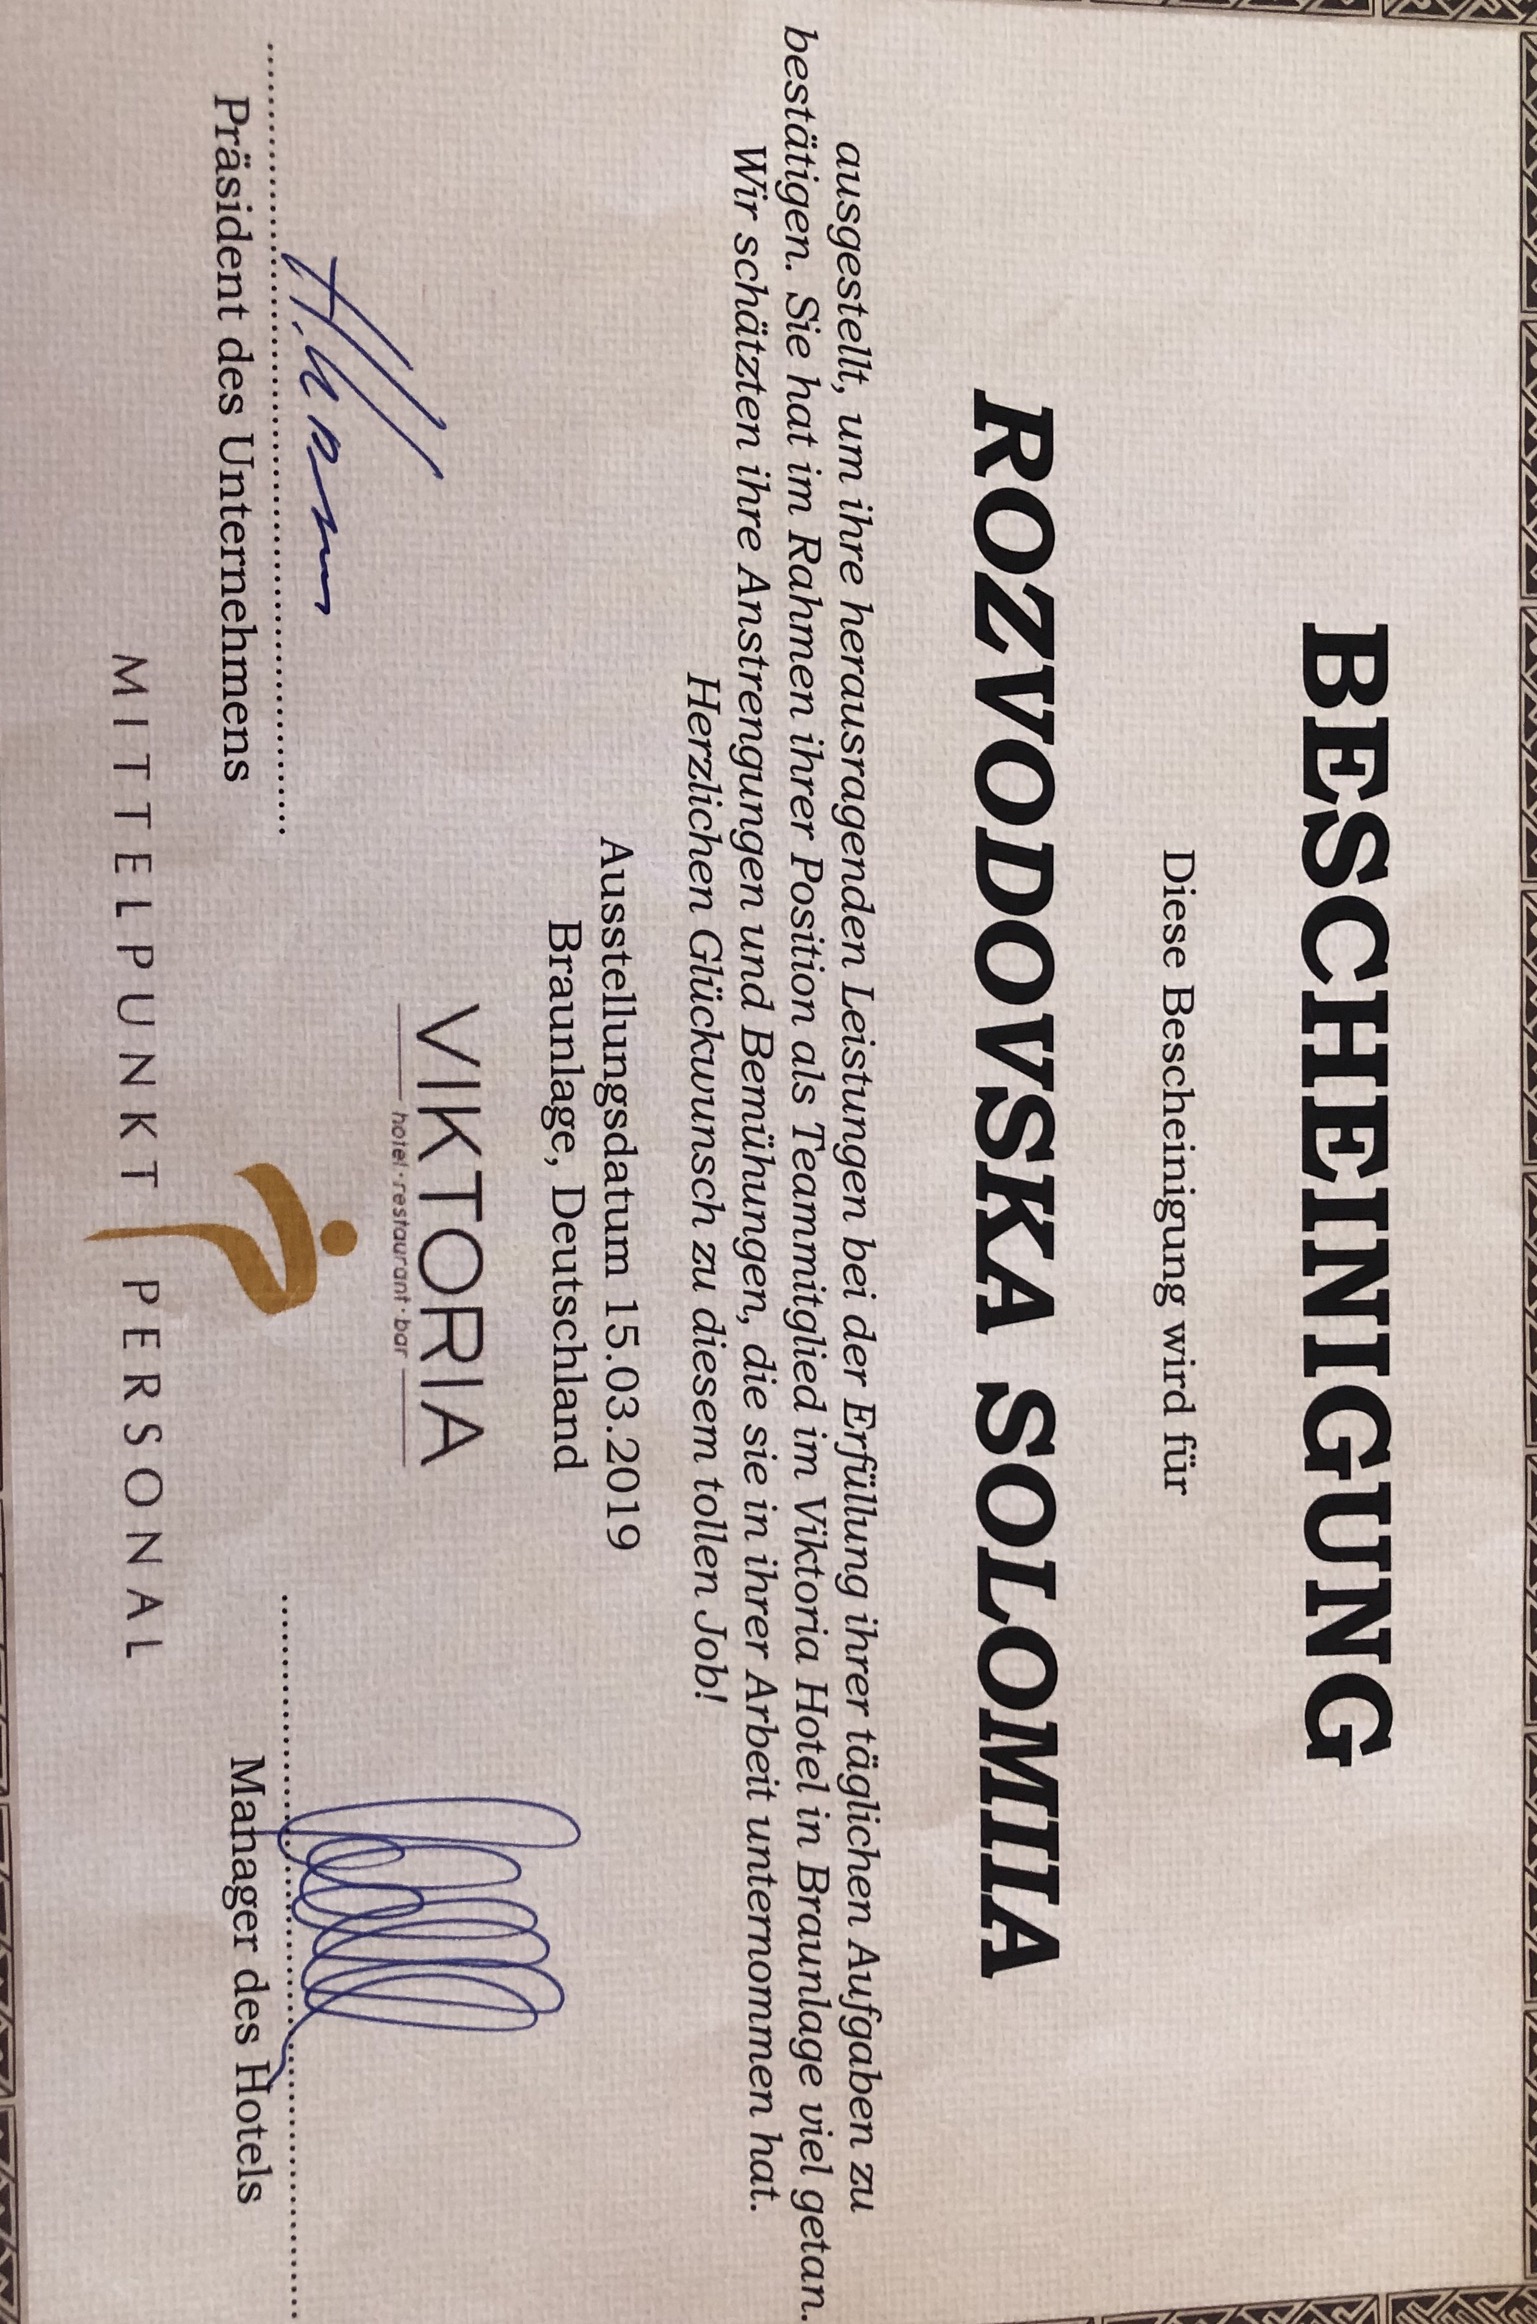 BESCHEINIGUNG
Diese Bescheinigung wird für
ROZVODOVSKA SOLOMIIA
ausgestellt, um ihre herausragenden Leistungen bei der Erfüllung ihrer täglichen Aufgaben zu
bestätigen. Sie hat im Rahmen ihrer Position als Teammitglied im Viktoria Hotel in Braunlage viel getan.
Wir schätzten ihre Anstrengungen und Bemühungen, die sie in ihrer Arbeit unternommen hat.
Herzlichen Glückwunsch zu diesem tollen Job!
Ausstellungsdatum 15.03.2019
Braunlage, Deutschland
VIKTORIA
hotel·restaurant·bar
Präsident des Unternehmens
Manager des Hotels
MITTELPUNKT PERSONAL